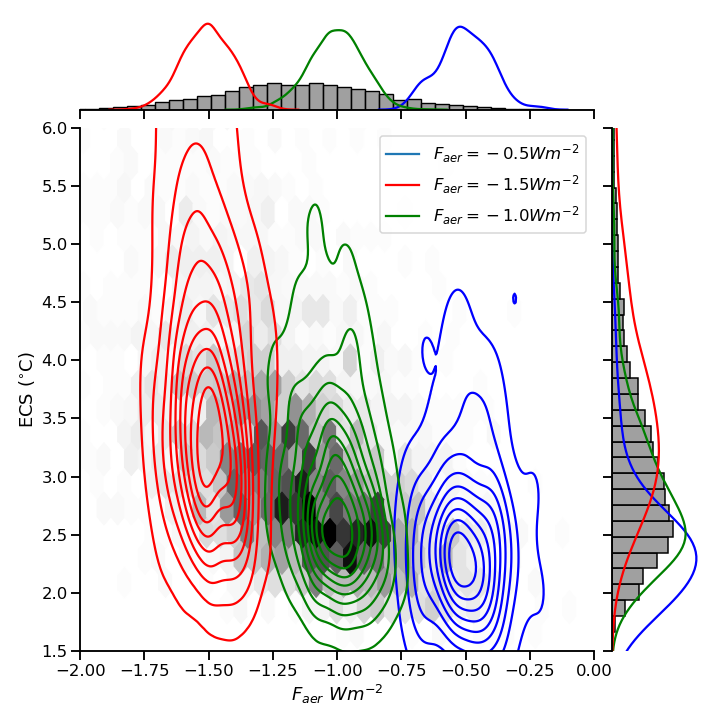 6.0
5.5
5.0
4.5
4.0
3.5
3.0
2.5
2.0
1.5
ECS (°C)
F_aer = −0.5Wm⁻²
F_aer = −1.5Wm⁻²
F_aer = −1.0Wm⁻²
−2.00 −1.75 −1.50 −1.25 −1.00 −0.75 −0.50 −0.25 0.00
F_aer Wm⁻²